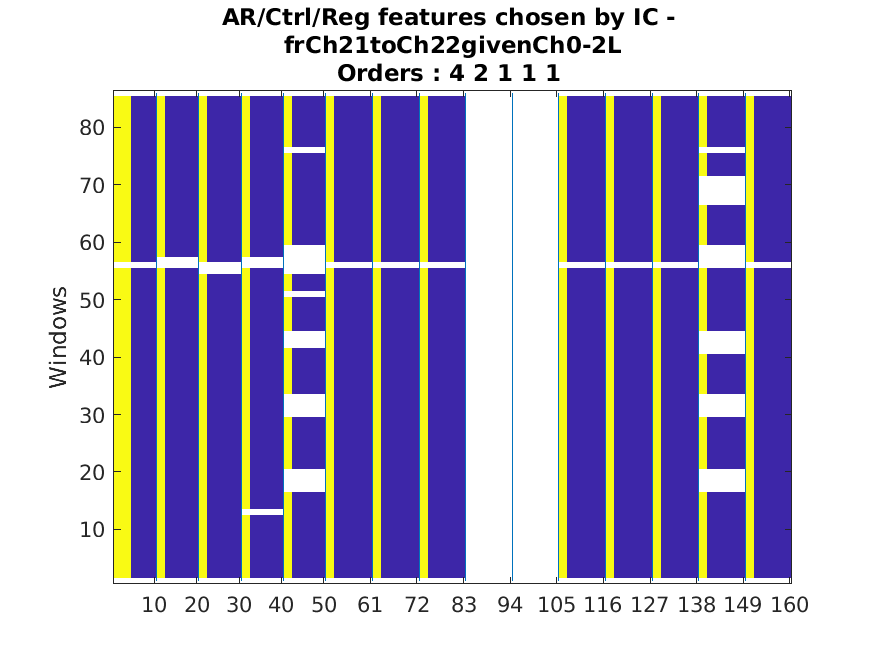 AR/Ctrl/Reg features chosen by IC -
frCh21toCh22givenCh0-2L
Orders : 4 2 1 1 1
Windows
80
70
60
50
40
30
20
10
10 20 30 40 50 61 72 83 94 105 116 127 138 149 160